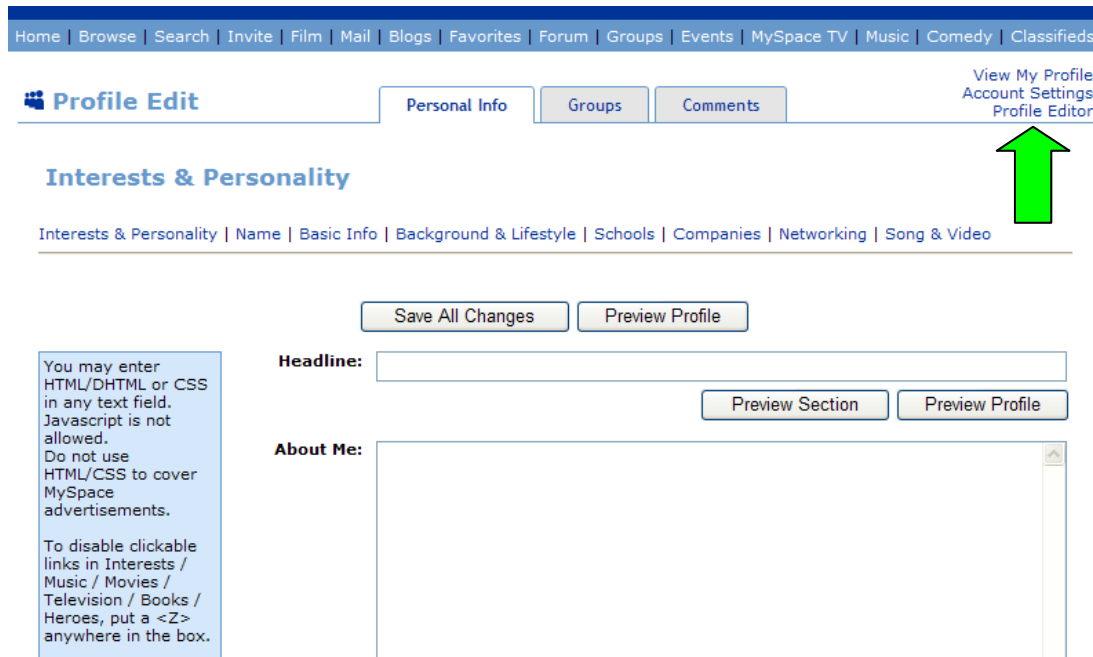 Home | Browse | Search | Invite | Film | Mail | Blogs | Favorites | Forum | Groups | Events | MySpace TV | Music | Comedy | Classifieds
View My Profile
Account Settings
Profile Editor
Profile Edit
Personal Info
Groups
Comments
Interests & Personality
Interests & Personality | Name | Basic Info | Background & Lifestyle | Schools | Companies | Networking | Song & Video
Save All Changes
Preview Profile
You may enter
HTML/DHTML or CSS
in any text field.
Javascript is not
allowed.
Do not use
HTML/CSS to cover
MySpace
advertisements.
To disable clickable
links in Interests /
Music / Movies /
Television / Books /
Heroes, put a <Z>
anywhere in the box.
Headline:
Preview Section
Preview Profile
About Me: